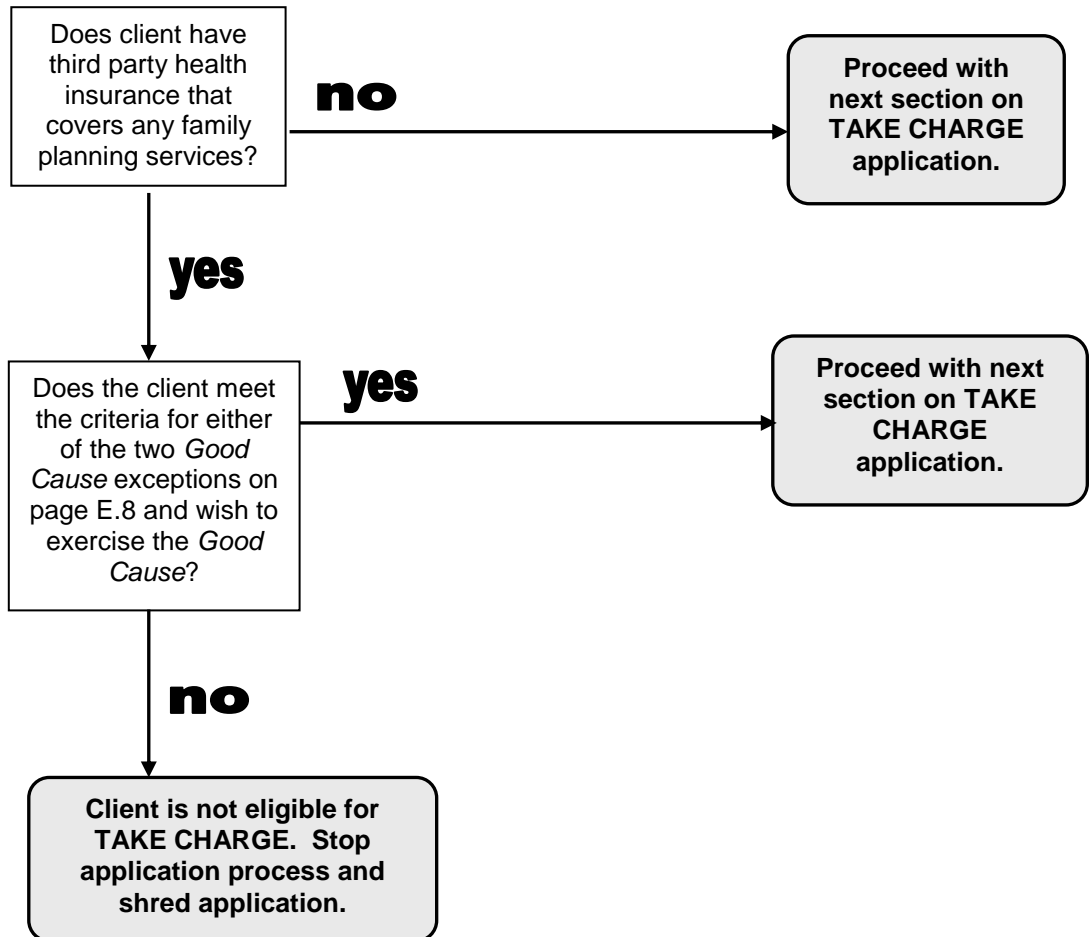 Does client have
third party health
insurance that
covers any family
planning services?
no
Proceed with
next section on
TAKE CHARGE
application.
yes
Does the client meet
the criteria for either
of the two Good
Cause exceptions on
page E.8 and wish to
exercise the Good
Cause?
yes
Proceed with next
section on TAKE
CHARGE
application.
no
Client is not eligible for
TAKE CHARGE.  Stop
application process and
shred application.